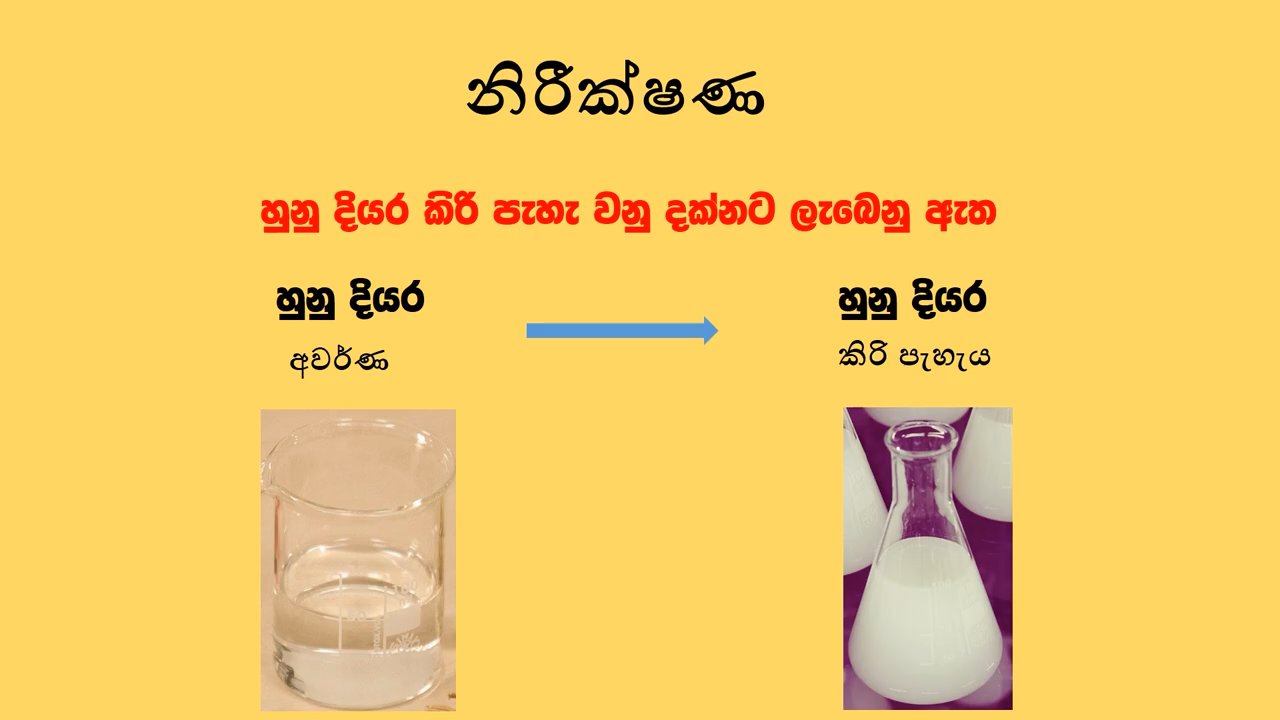 නිරීක්ෂණ
හුනු දියර කිරි පැහැ වනු දක්නට ලැබෙනු ඇත
හුනු දියර
හුනු දියර
අවර්ණ
කිරි පැහැය